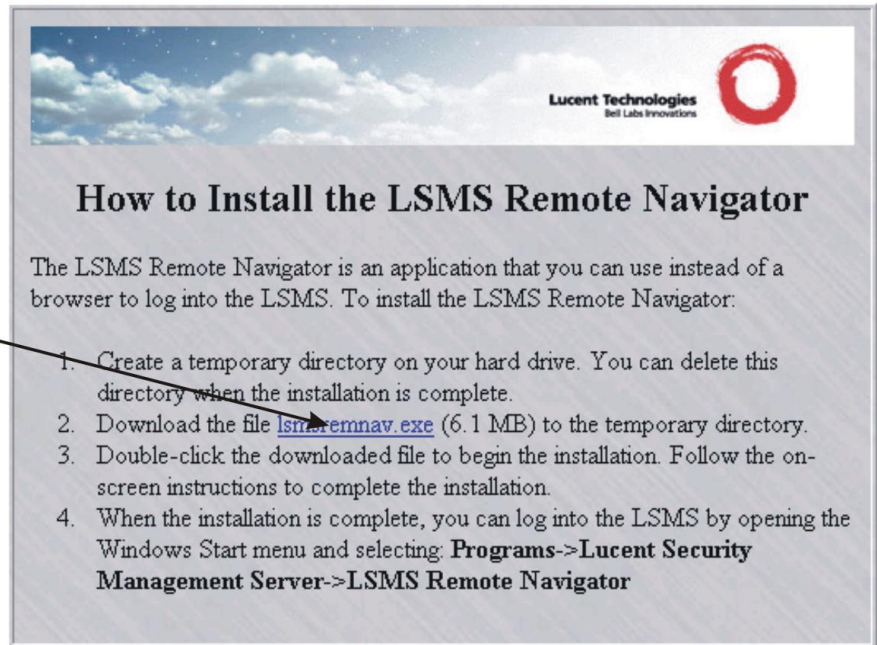 Lucent Technologies
Bell Labs Innovations
How to Install the LSMS Remote Navigator
The LSMS Remote Navigator is an application that you can use instead of a
browser to log into the LSMS. To install the LSMS Remote Navigator:
1. Create a temporary directory on your hard drive. You can delete this
directory when the installation is complete.
2. Download the file lsmsremnav.exe (6.1 MB) to the temporary directory.
3. Double-click the downloaded file to begin the installation. Follow the on-
screen instructions to complete the installation.
4. When the installation is complete, you can log into the LSMS by opening the
Windows Start menu and selecting: Programs->Lucent Security
Management Server->LSMS Remote Navigator